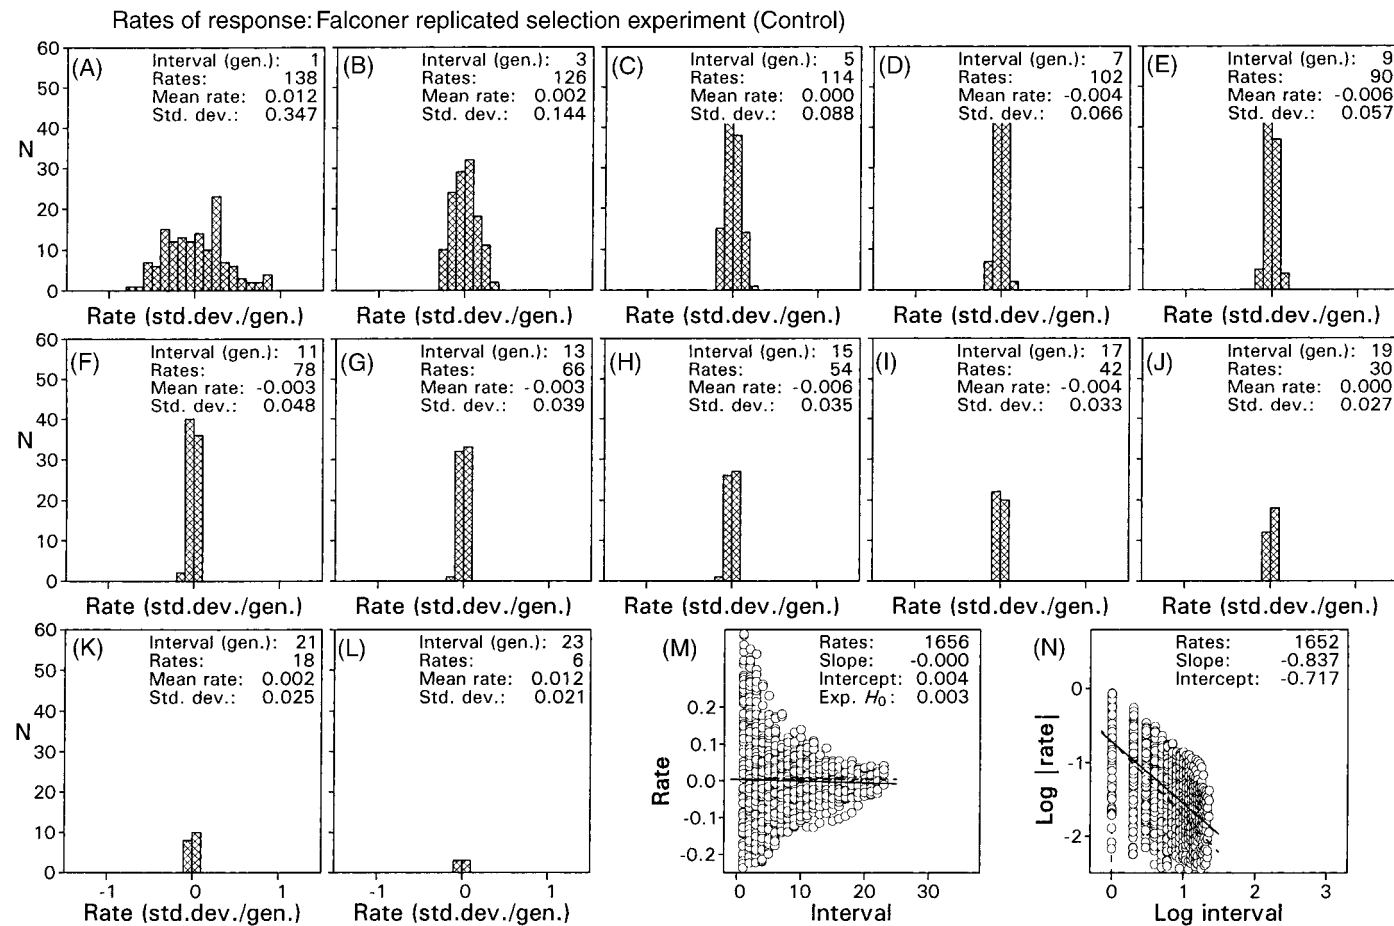 Rates of response: Falconer replicated selection experiment (Control)
60
50
40
30
20
10
0
N
(A)
Interval (gen.): 1
Rates: 138
Mean rate: 0.012
Std. dev.: 0.347
Rate (std.dev./gen.)
(B)
Interval (gen.): 3
Rates: 126
Mean rate: 0.002
Std. dev.: 0.144
Rate (std.dev./gen.)
(C)
Interval (gen.): 5
Rates: 114
Mean rate: 0.000
Std. dev.: 0.088
Rate (std.dev./gen.)
(D)
Interval (gen.): 7
Rates: 102
Mean rate: -0.004
Std. dev.: 0.066
Rate (std.dev./gen.)
(E)
Interval (gen.): 9
Rates: 90
Mean rate: -0.006
Std. dev.: 0.057
Rate (std.dev./gen.)
60
50
40
30
20
10
0
N
(F)
Interval (gen.): 11
Rates: 78
Mean rate: -0.003
Std. dev.: 0.048
Rate (std.dev./gen.)
(G)
Interval (gen.): 13
Rates: 66
Mean rate: -0.003
Std. dev.: 0.039
Rate (std.dev./gen.)
(H)
Interval (gen.): 15
Rates: 54
Mean rate: -0.006
Std. dev.: 0.035
Rate (std.dev./gen.)
(I)
Interval (gen.): 17
Rates: 42
Mean rate: -0.004
Std. dev.: 0.033
Rate (std.dev./gen.)
(J)
Interval (gen.): 19
Rates: 30
Mean rate: 0.000
Std. dev.: 0.027
Rate (std.dev./gen.)
60
50
40
30
20
10
0
N
(K)
Interval (gen.): 21
Rates: 18
Mean rate: 0.002
Std. dev.: 0.025
-1 0 1
Rate (std.dev./gen.)
(L)
Interval (gen.): 23
Rates: 6
Mean rate: 0.012
Std. dev.: 0.021
-1 0 1
Rate (std.dev./gen.)
(M)
Rates: 1656
Slope: -0.000
Intercept: 0.004
Exp. H0: 0.003
0.2
0.1
0.0
-0.1
-0.2
Rate
0 10 20 30
Interval
(N)
Rates: 1652
Slope: -0.837
Intercept: -0.717
0
-1
-2
Log |rate|
0 1 2 3
Log interval